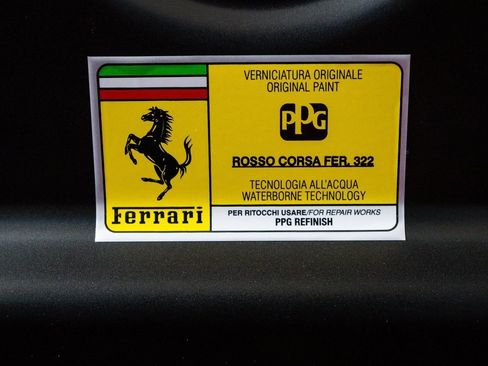 VERNICIATURA ORIGINALE
ORIGINAL PAINT
PPG
ROSSO CORSA FER. 322
TECNOLOGIA ALL'ACQUA
WATERBORNE TECHNOLOGY
Ferrari
PER RITOCCHI USARE/FOR REPAIR WORKS
PPG REFINISH